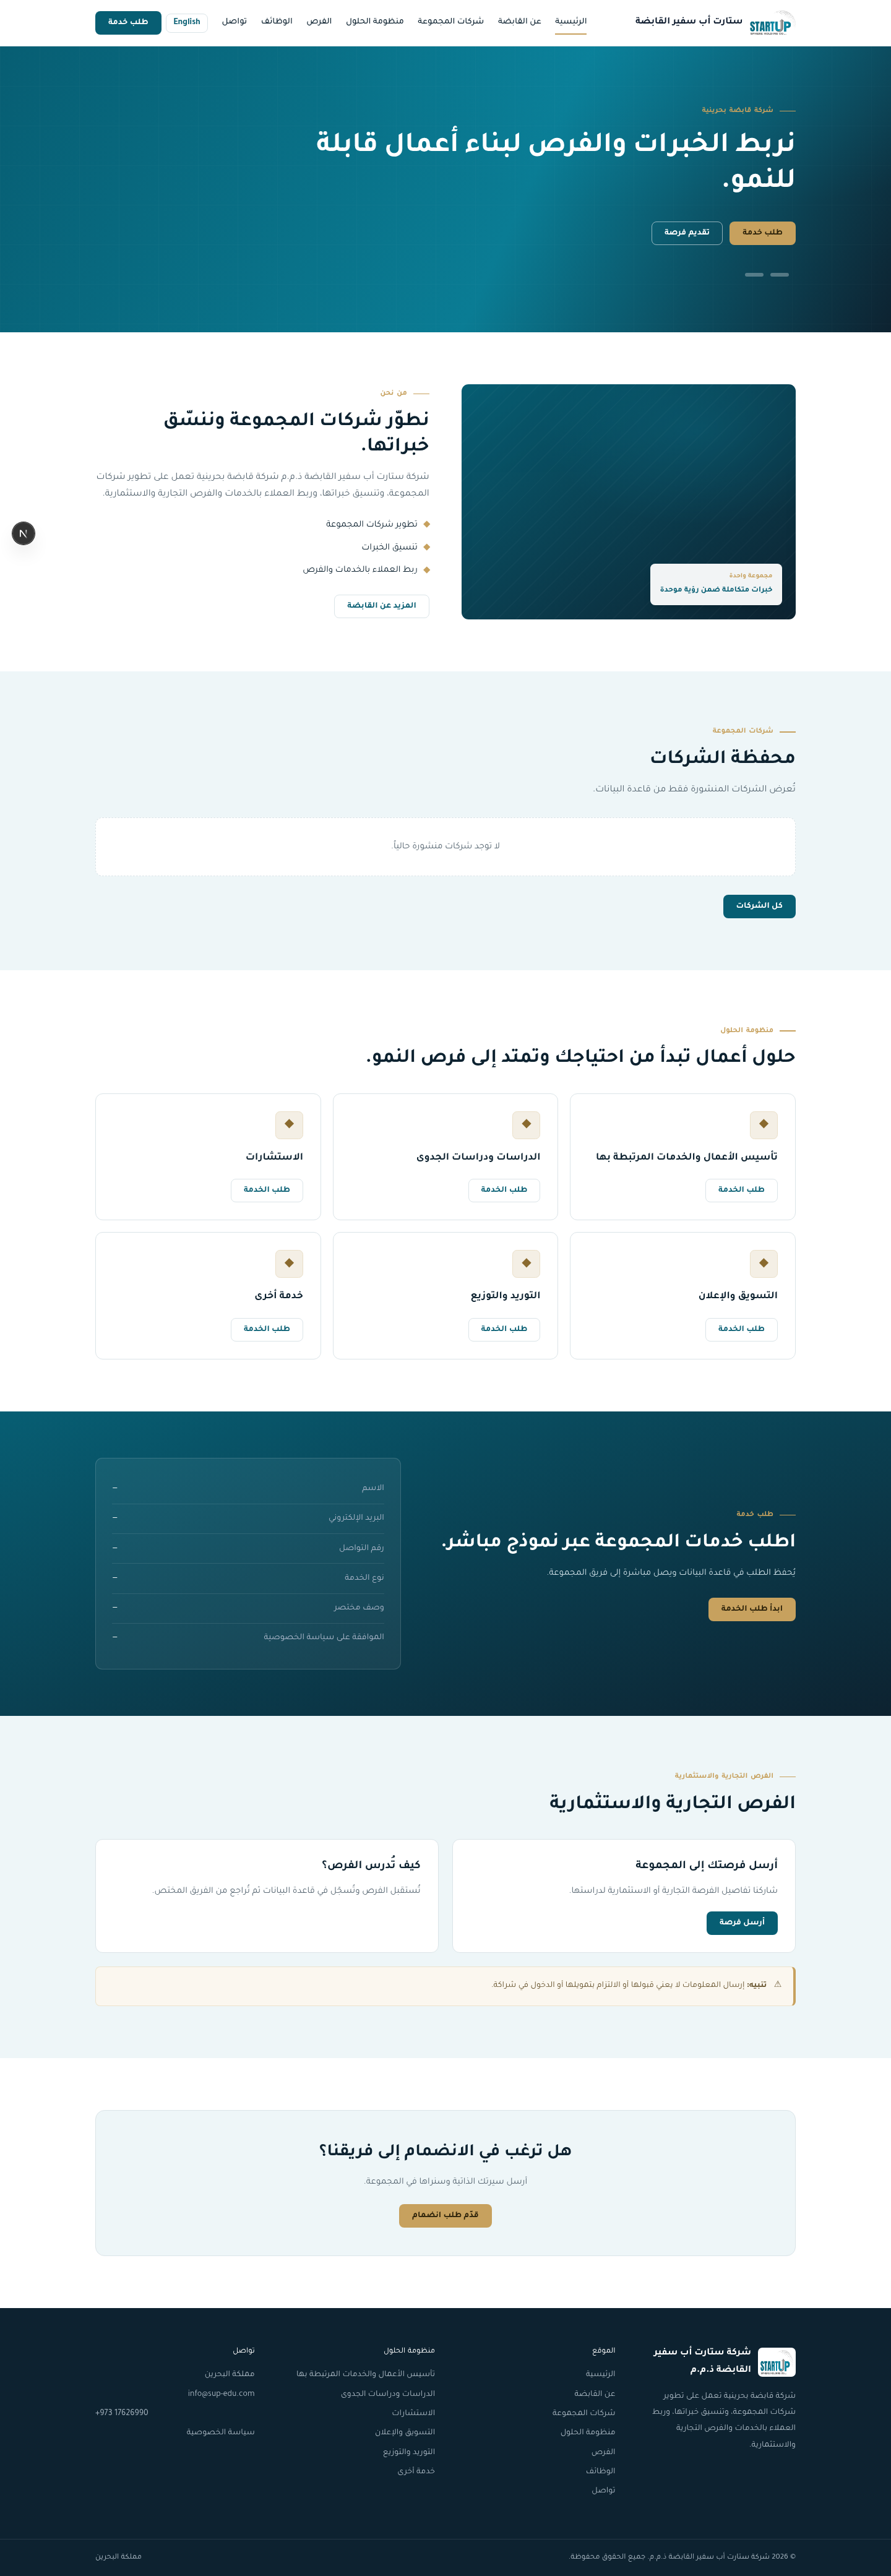 STARTUP
ستارت أب سفير القابضة
الرئيسية
عن القابضة
شركات المجموعة
منظومة الحلول
الفرص
الوظائف
تواصل
English
طلب خدمة
شركة قابضة بحرينية
نربط الخبرات والفرص لبناء أعمال قابلة
للنمو.
طلب خدمة
تقديم فرصة
مجموعة واحدة
خبرات متكاملة ضمن رؤية موحدة
من نحن
نطوّر شركات المجموعة وننسّق
خبراتها.
شركة ستارت أب سفير القابضة ذ.م.م شركة قابضة بحرينية تعمل على تطوير شركات
المجموعة، وتنسيق خبراتها، وربط العملاء بالخدمات والفرص التجارية والاستثمارية.
تطوير شركات المجموعة
تنسيق الخبرات
ربط العملاء بالخدمات والفرص
المزيد عن القابضة
N
شركات المجموعة
محفظة الشركات
تُعرض الشركات المنشورة فقط من قاعدة البيانات.
لا توجد شركات منشورة حالياً.
كل الشركات
منظومة الحلول
حلول أعمال تبدأ من احتياجك وتمتد إلى فرص النمو.
تأسيس الأعمال والخدمات المرتبطة بها
طلب الخدمة
الدراسات ودراسات الجدوى
طلب الخدمة
الاستشارات
طلب الخدمة
التسويق والإعلان
طلب الخدمة
التوريد والتوزيع
طلب الخدمة
خدمة أخرى
طلب الخدمة
طلب خدمة
اطلب خدمات المجموعة عبر نموذج مباشر.
يُحفظ الطلب في قاعدة البيانات ويصل مباشرة إلى فريق المجموعة.
ابدأ طلب الخدمة
الاسم –
البريد الإلكتروني –
رقم التواصل –
نوع الخدمة –
وصف مختصر –
الموافقة على سياسة الخصوصية –
الفرص التجارية والاستثمارية
الفرص التجارية والاستثمارية
أرسل فرصتك إلى المجموعة
شاركنا تفاصيل الفرصة التجارية أو الاستثمارية لدراستها.
أرسل فرصة
كيف تُدرس الفرص؟
تُستقبل الفرص وتُسجّل في قاعدة البيانات ثم تُراجع من الفريق المختص.
⚠ تنبيه: إرسال المعلومات لا يعني قبولها أو الالتزام بتمويلها أو الدخول في شراكة.
هل ترغب في الانضمام إلى فريقنا؟
أرسل سيرتك الذاتية وسنراها في المجموعة.
قدّم طلب انضمام
STARTUP
شركة ستارت أب سفير
القابضة ذ.م.م
شركة قابضة بحرينية تعمل على تطوير
شركات المجموعة، وتنسيق خبراتها، وربط
العملاء بالخدمات والفرص التجارية
والاستثمارية.
الموقع
الرئيسية
عن القابضة
شركات المجموعة
منظومة الحلول
الفرص
الوظائف
تواصل
منظومة الحلول
تأسيس الأعمال والخدمات المرتبطة بها
الدراسات ودراسات الجدوى
الاستشارات
التسويق والإعلان
التوريد والتوزيع
خدمة أخرى
تواصل
مملكة البحرين
info@sup-edu.com
+973 17626990
سياسة الخصوصية
© 2026 شركة ستارت أب سفير القابضة ذ.م.م. جميع الحقوق محفوظة.
مملكة البحرين